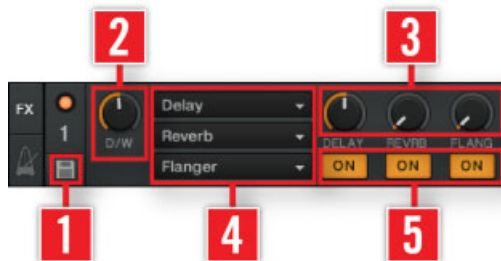 2 3
FX 1 D/W Delay DELAY REVRB FLANG
Reverb
Flanger ON ON ON
1 4 5